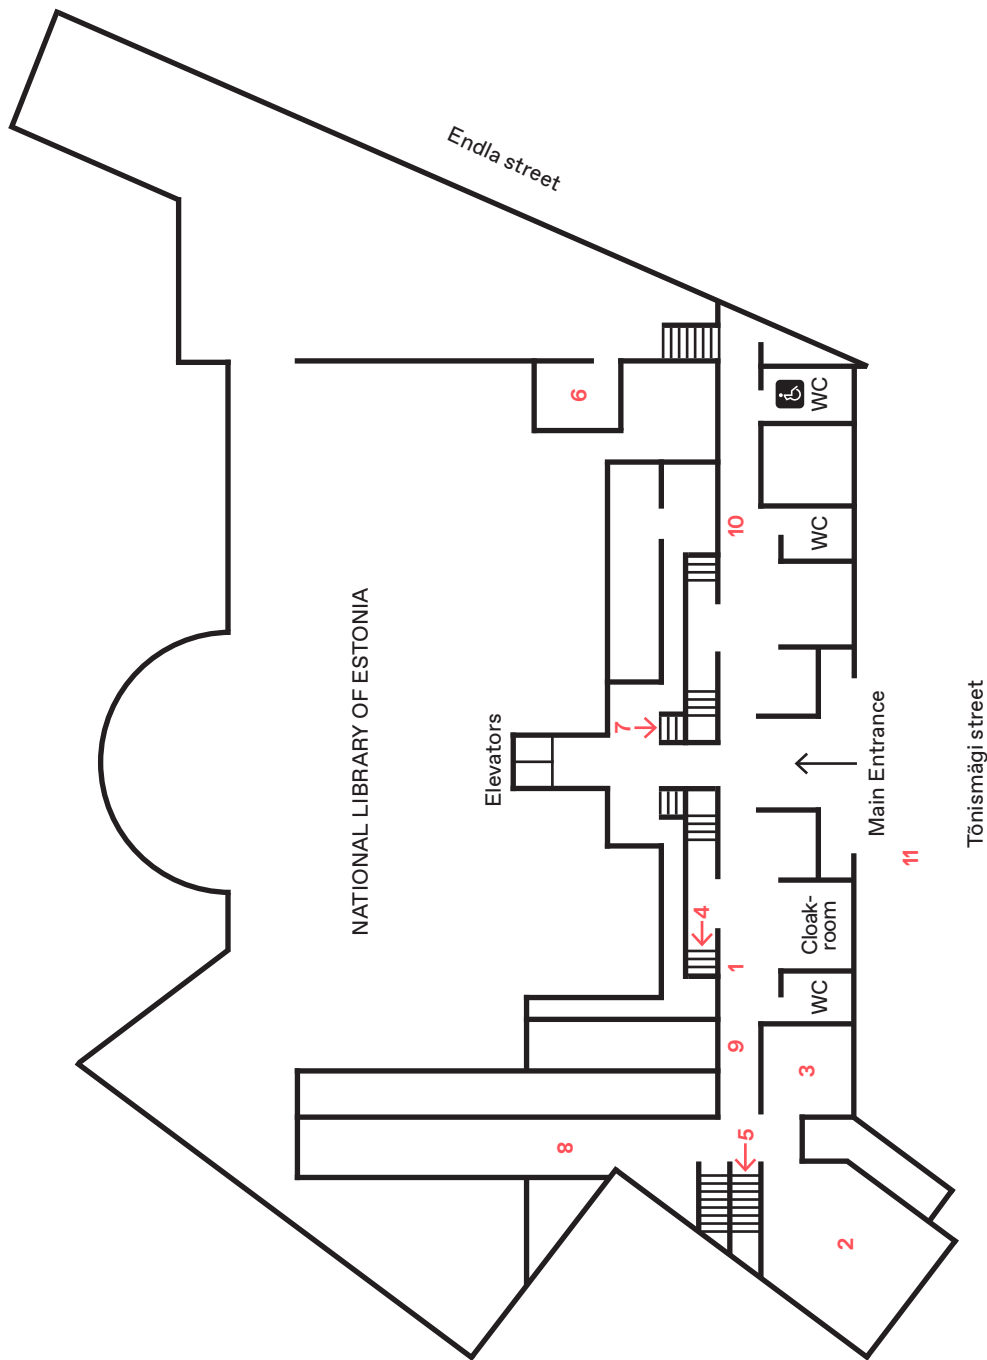 Endla street
6
WC
10
WC
NATIONAL LIBRARY OF ESTONIA
Elevators
7
Main Entrance
Tõnismägi street
11
4
Cloak-
room
1
WC
9
3
5
8
2